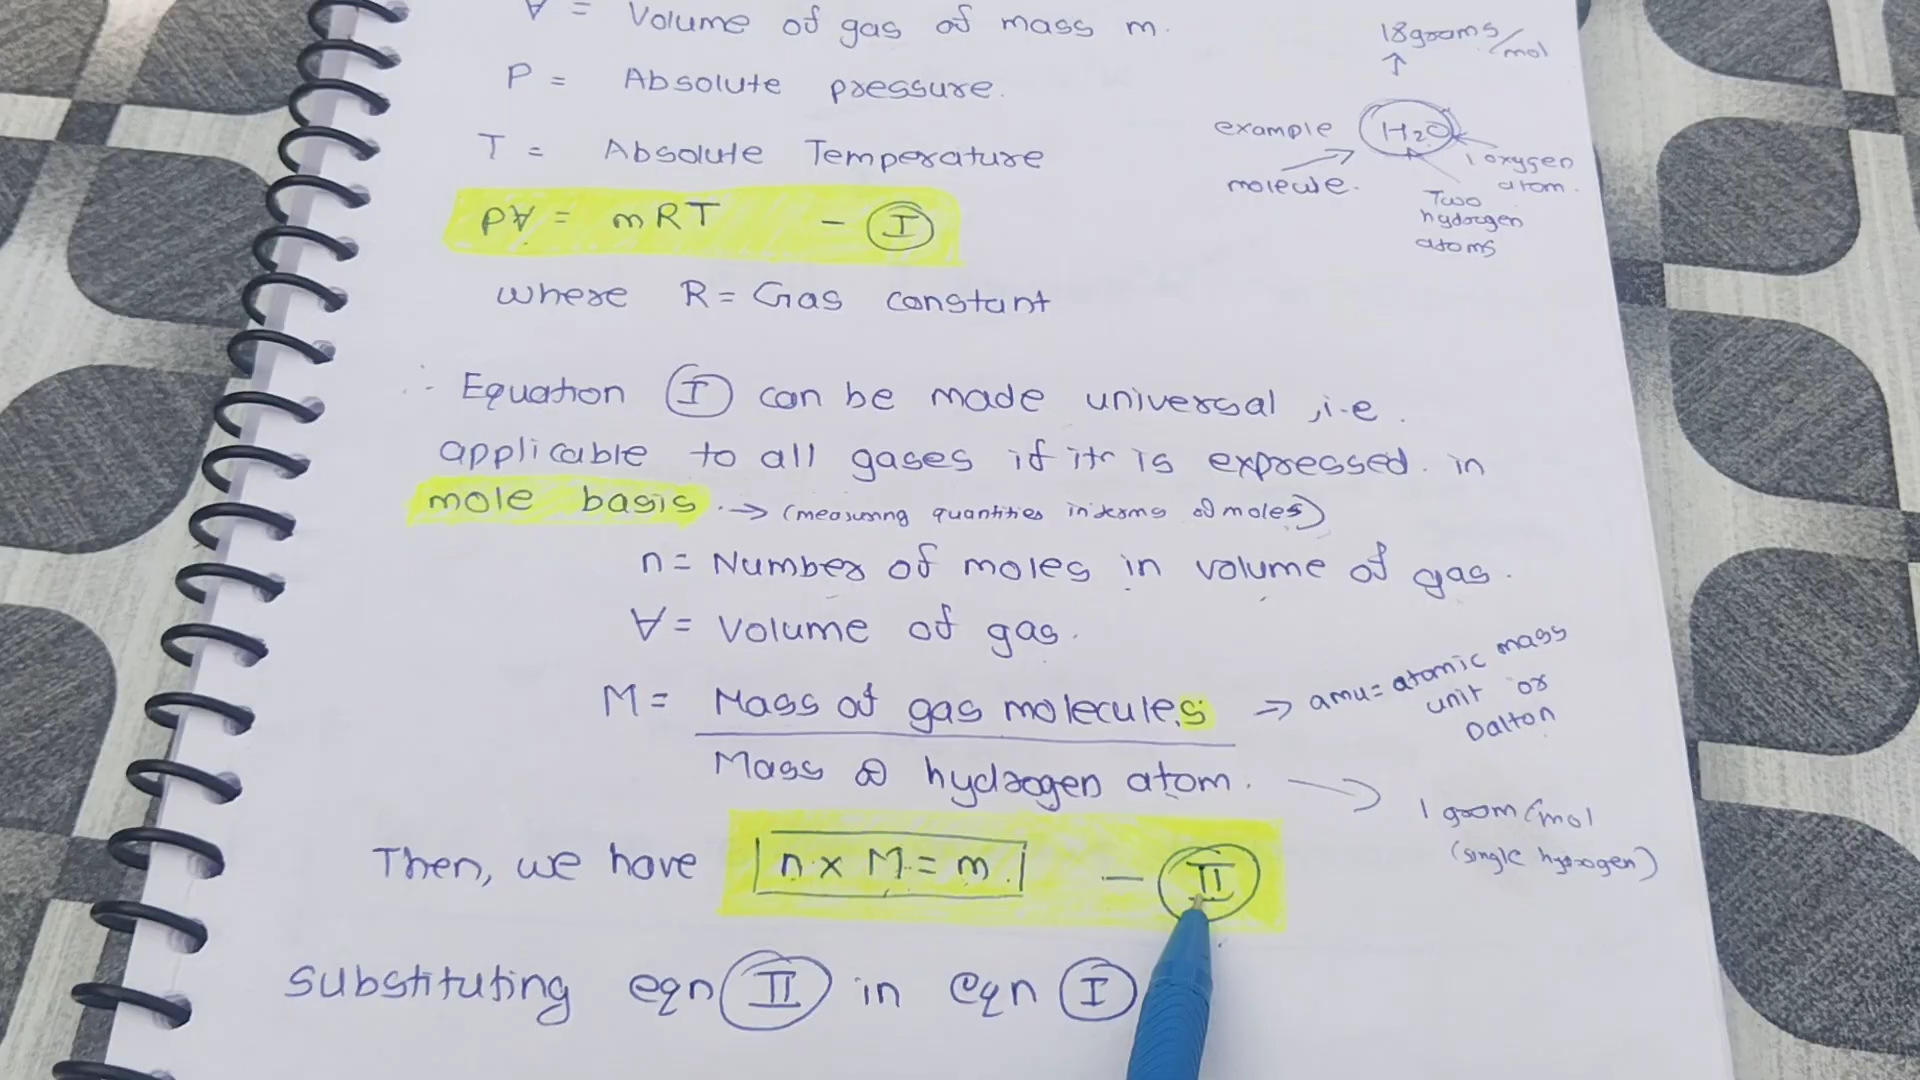 ∀ = Volume of gas of mass m.
P = Absolute pressure.
T = Absolute Temperature
P∀ = mRT - I
where R = Gas constant
18 grams/mol
↑
example H2O
molecule.
1 oxygen
atom.
Two
hydrogen
atoms
∴ Equation I can be made universal, i.e.
applicable to all gases if it is expressed in
mole basis. → (measuring quantities in terms of moles)
n = Number of moles in volume of gas.
∀ = Volume of gas.
M = Mass of gas molecules → amu = atomic mass
unit or
Dalton
Mass of hydrogen atom. → 1 gram/mol
(single hydrogen)
Then, we have n × M = m - II
substituting eqn II in eqn I